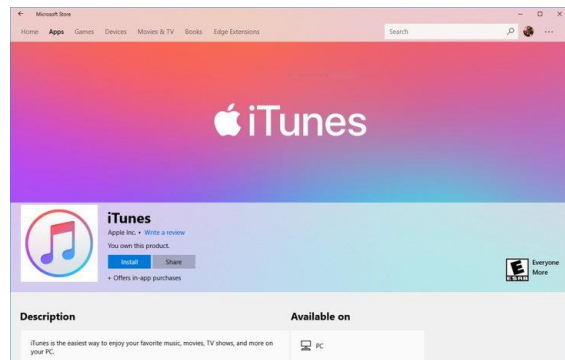 Microsoft Store
Home Apps Games Devices Movies & TV Books Edge Extensions Search
iTunes
iTunes
Apple Inc. • Write a review
You own this product.
Install Share
+ Offers in-app purchases
E
ESRB
Everyone
More
Description
Available on
iTunes is the easiest way to enjoy your favorite music, movies, TV shows, and more on
your PC.
PC